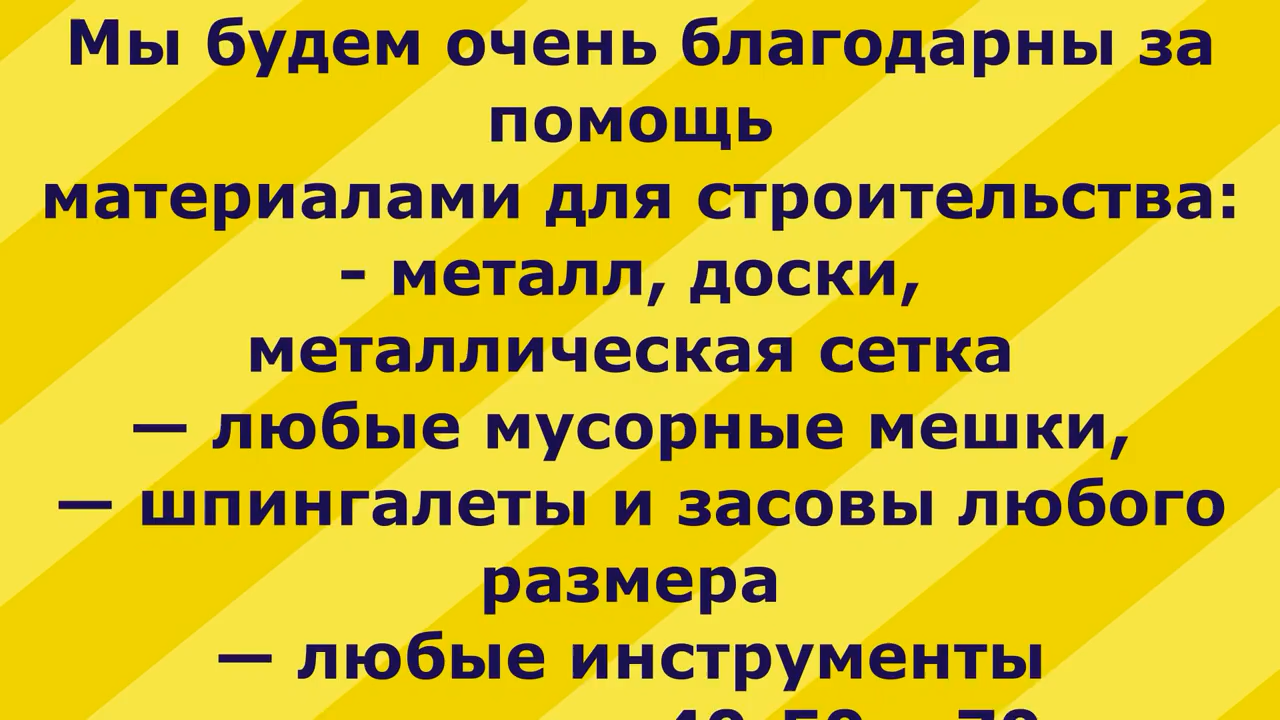 Мы будем очень благодарны за
помощь
материалами для строительства:
- металл, доски,
металлическая сетка
— любые мусорные мешки,
— шпингалеты и засовы любого
размера
— любые инструменты